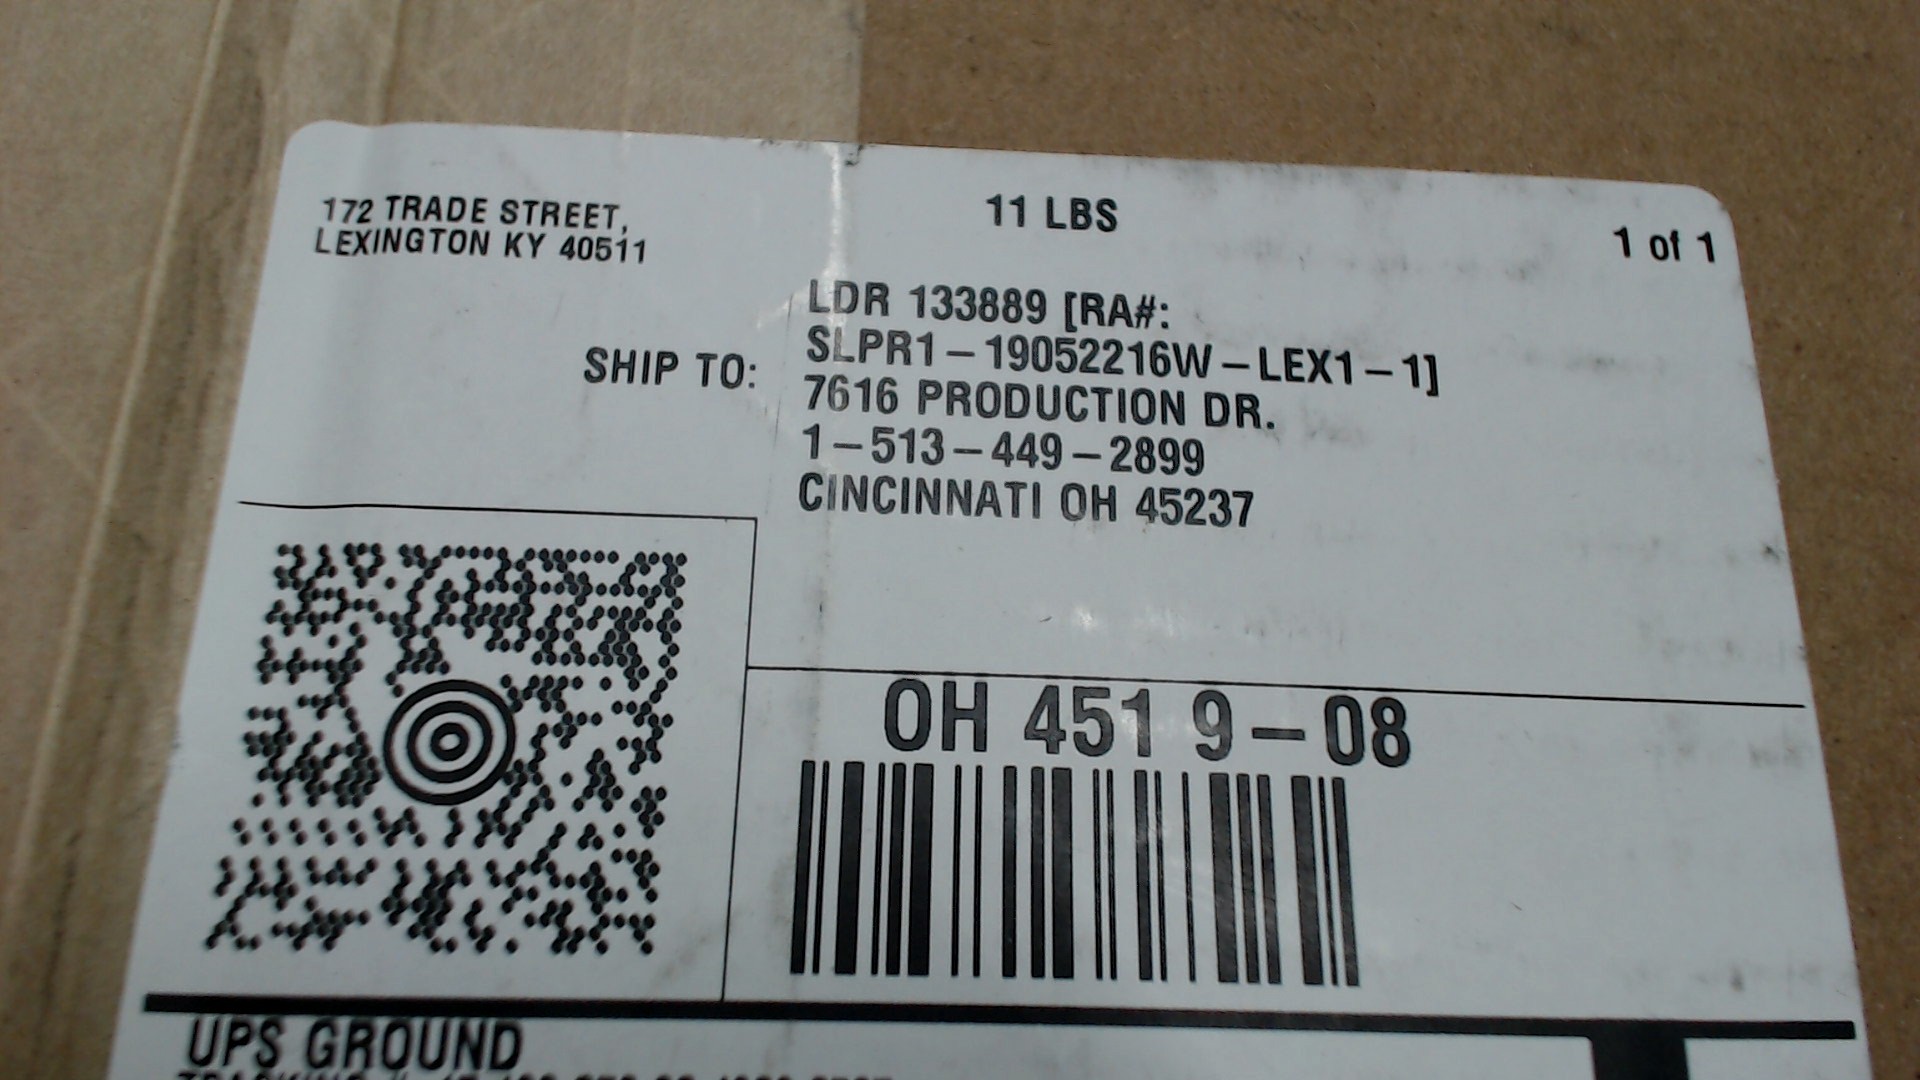 172 TRADE STREET,
LEXINGTON KY 40511
11 LBS
1 of 1
SHIP TO:
LDR 133889 [RA#:
SLPR1-19052216W-LEX1-1]
7616 PRODUCTION DR.
1-513-449-2899
CINCINNATI OH 45237
OH 451 9-08
UPS GROUND